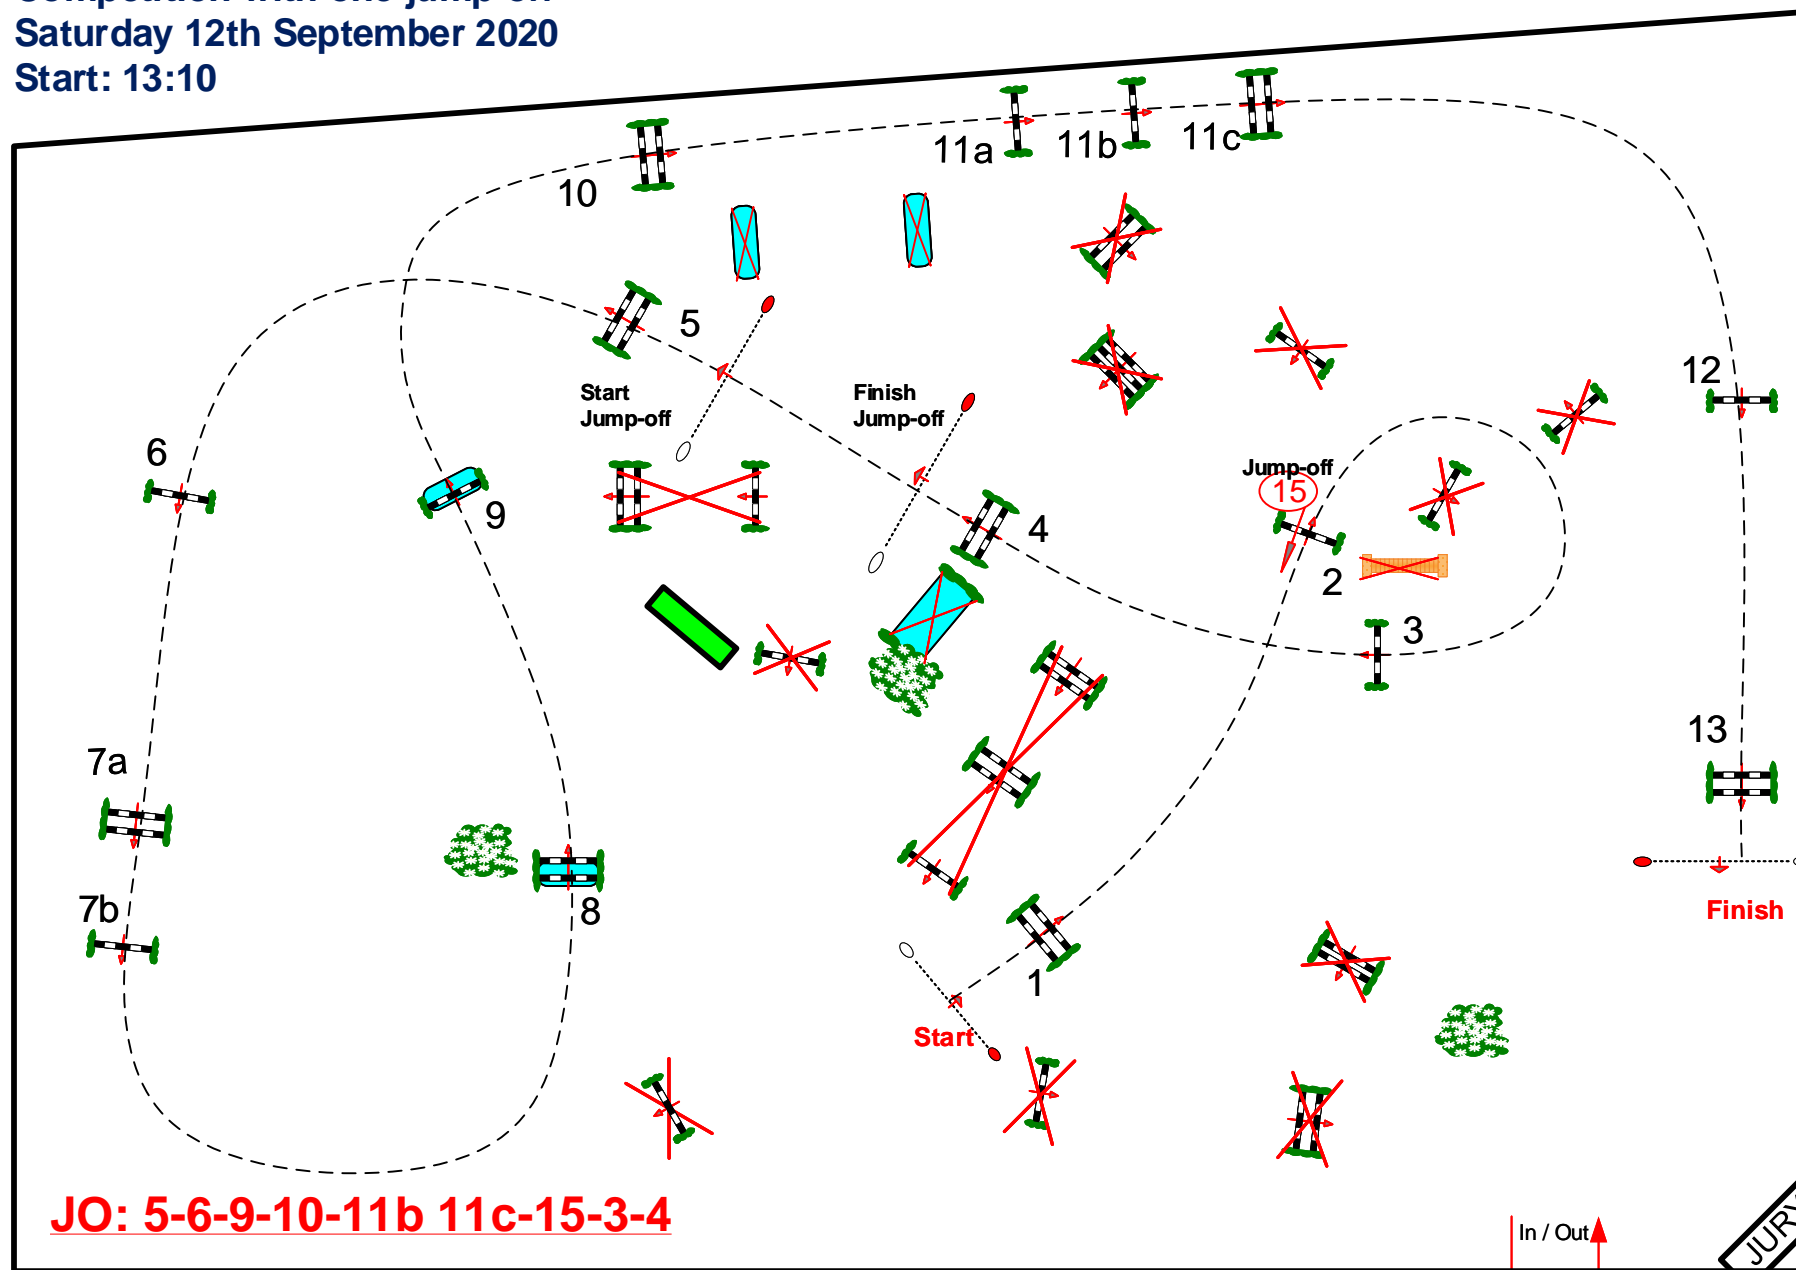 Saturday 12th September 2020
Start: 13:10
10
11a
11b
11c
5
Start
Jump-off
Finish
Jump-off
12
6
9
4
Jump-off
15
2
3
13
7a
7b
8
1
Start
Finish
JO: 5-6-9-10-11b 11c-15-3-4
In / Out